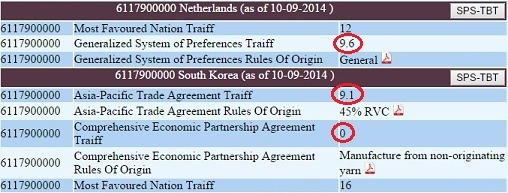 6117900000 Netherlands (as of 10-09-2014 ) SPS-TBT
6117900000 Most Favoured Nation Traiff 12
6117900000 Generalized System of Preferences Traiff 9.6
6117900000 Generalized System of Preferences Rules Of Origin General
6117900000 South Korea (as of 10-09-2014 ) SPS-TBT
6117900000 Asia-Pacific Trade Agreement Traiff 9.1
6117900000 Asia-Pacific Trade Agreement Rules Of Origin 45% RVC
6117900000 Comprehensive Economic Partnership Agreement 0
Traiff
6117900000 Comprehensive Economic Partnership Agreement Manufacture from non-originating
Rules Of Origin yarn
6117900000 Most Favoured Nation Traiff 16